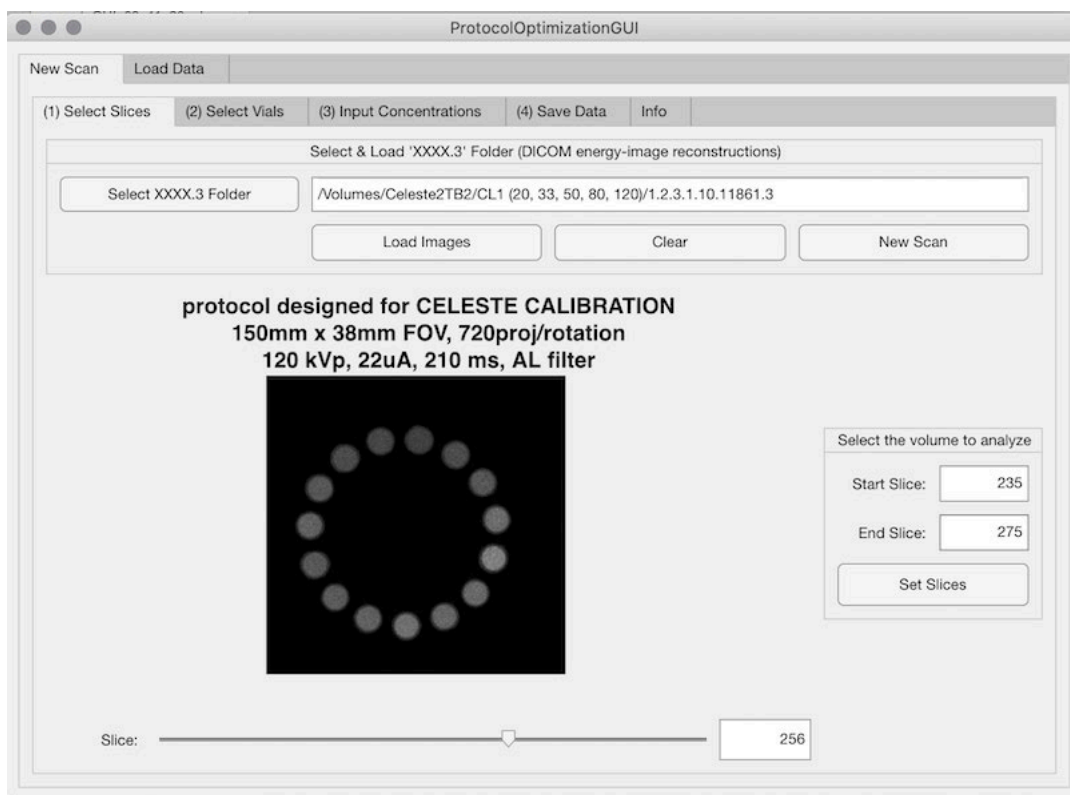 ProtocolOptimizationGUI
New Scan Load Data
(1) Select Slices (2) Select Vials (3) Input Concentrations (4) Save Data Info
Select & Load 'XXXX.3' Folder (DICOM energy-image reconstructions)
Select XXXX.3 Folder /Volumes/Celeste2TB2/CL1 (20, 33, 50, 80, 120)/1.2.3.1.10.11861.3
Load Images Clear New Scan
protocol designed for CELESTE CALIBRATION
150mm x 38mm FOV, 720proj/rotation
120 kVp, 22uA, 210 ms, AL filter
Select the volume to analyze
Start Slice: 235
End Slice: 275
Set Slices
Slice: 256